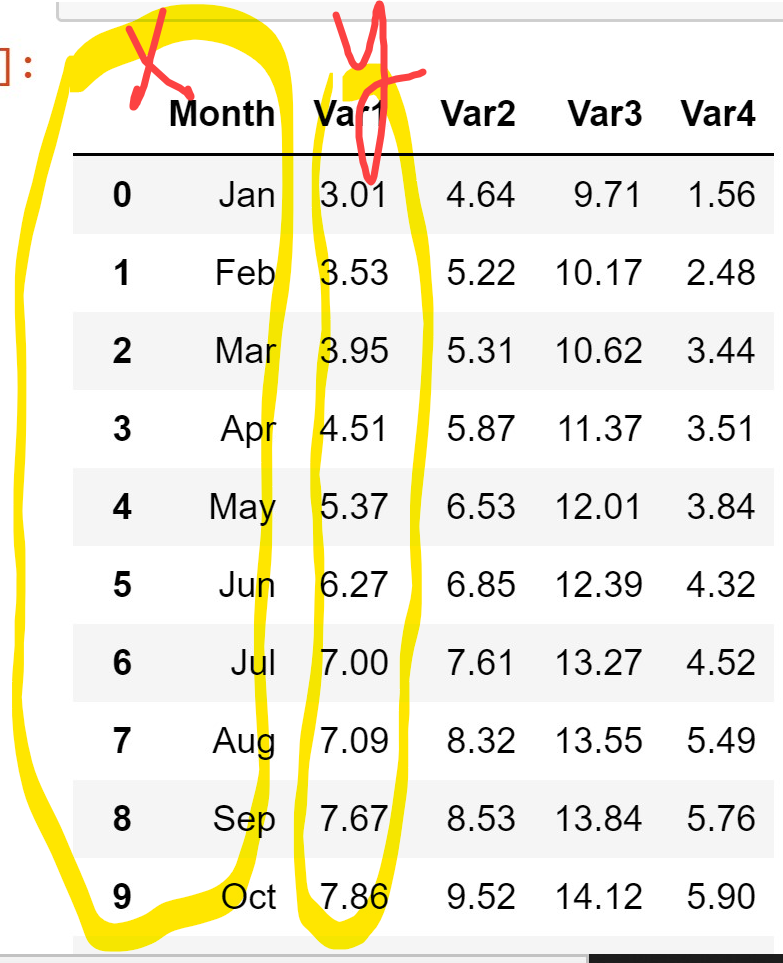 ]:
X y
Month Var1 Var2 Var3 Var4
0 Jan 3.01 4.64 9.71 1.56
1 Feb 3.53 5.22 10.17 2.48
2 Mar 3.95 5.31 10.62 3.44
3 Apr 4.51 5.87 11.37 3.51
4 May 5.37 6.53 12.01 3.84
5 Jun 6.27 6.85 12.39 4.32
6 Jul 7.00 7.61 13.27 4.52
7 Aug 7.09 8.32 13.55 5.49
8 Sep 7.67 8.53 13.84 5.76
9 Oct 7.86 9.52 14.12 5.90